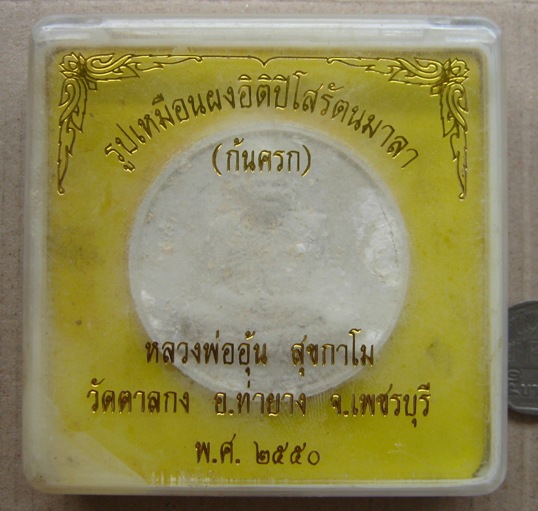 รูปเหมือนผงอิติปิโสรัตนมาลา
(ก้นครก)
หลวงพ่ออุ้น สุขกาโม
วัดตาลกง อ.ท่ายาง จ.เพชรบุรี
พ.ศ. ๒๕๕๐